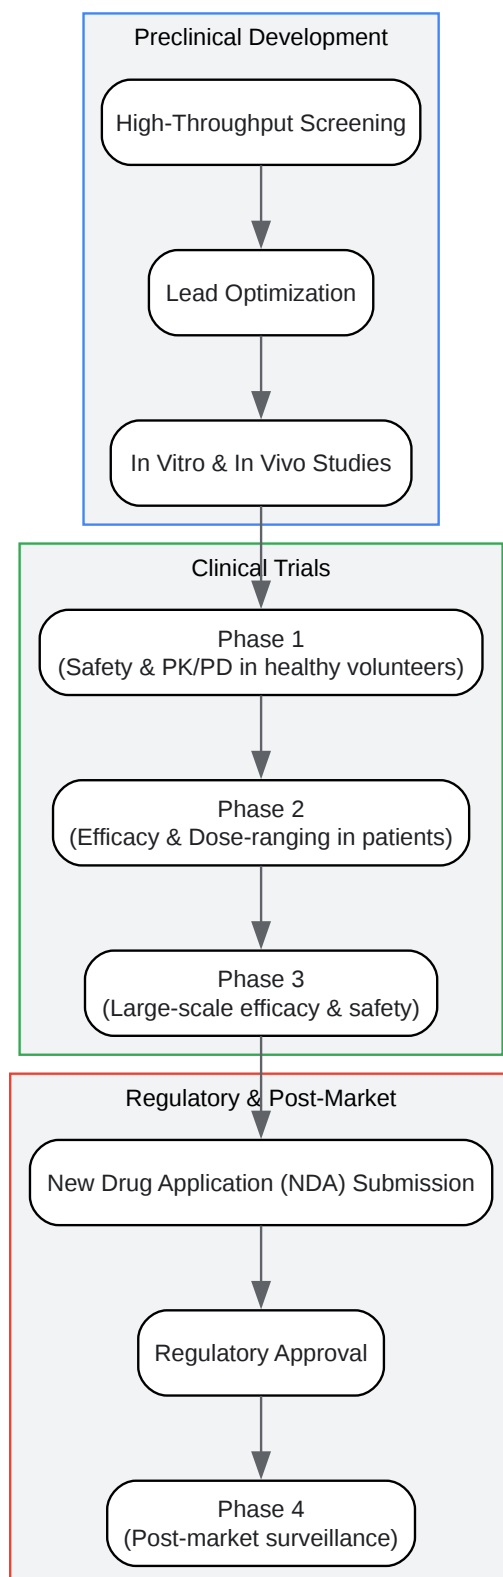 Preclinical Development
High-Throughput Screening
Lead Optimization
In Vitro & In Vivo Studies
Clinical Trials
Phase 1
(Safety & PK/PD in healthy volunteers)
Phase 2
(Efficacy & Dose-ranging in patients)
Phase 3
(Large-scale efficacy & safety)
Regulatory & Post-Market
New Drug Application (NDA) Submission
Regulatory Approval
Phase 4
(Post-market surveillance)